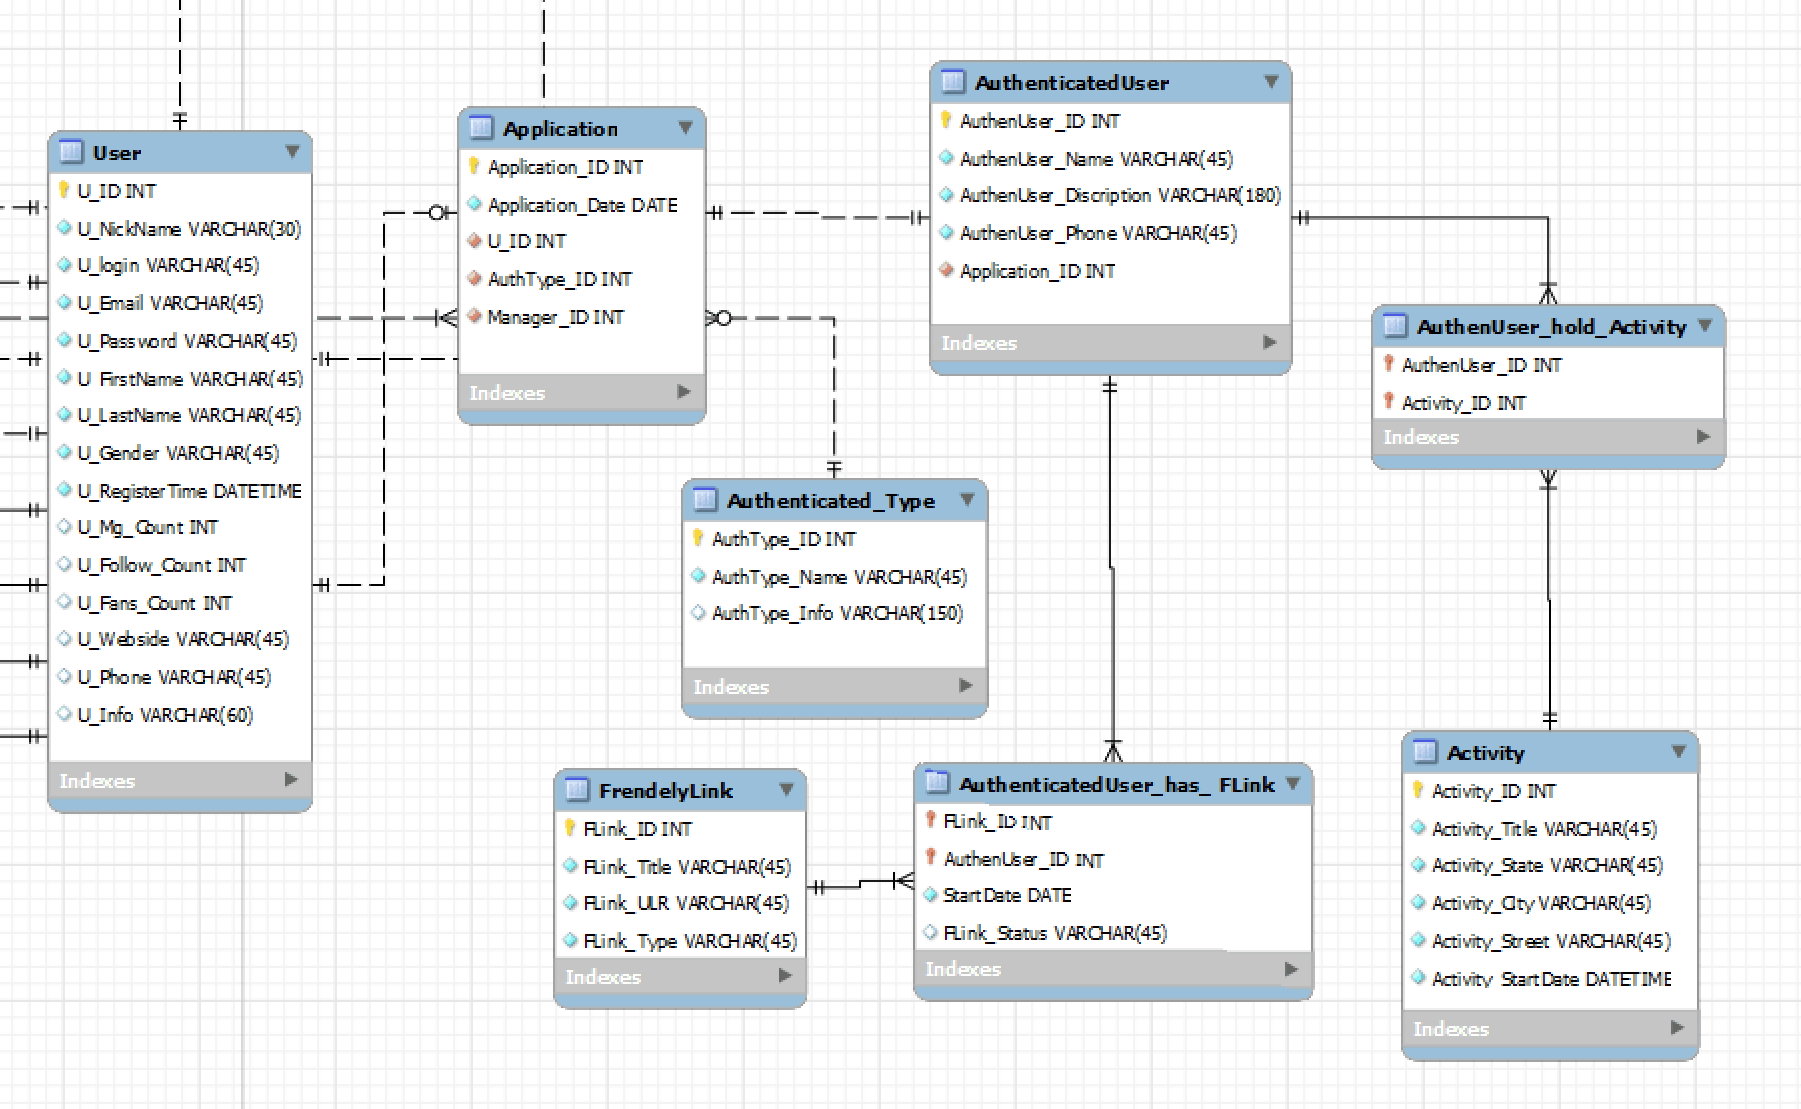 User
U_ID INT
U_NickName VARCHAR(30)
U_login VARCHAR(45)
U_Email VARCHAR(45)
U_Password VARCHAR(45)
U_FirstName VARCHAR(45)
U_LastName VARCHAR(45)
U_Gender VARCHAR(45)
U_RegisterTime DATETIME
U_Mg_Count INT
U_Follow_Count INT
U_Fans_Count INT
U_Webside VARCHAR(45)
U_Phone VARCHAR(45)
U_Info VARCHAR(60)
Indexes
Application
Application_ID INT
Application_Date DATE
U_ID INT
AuthType_ID INT
Manager_ID INT
Indexes
AuthenticatedUser
AuthenUser_ID INT
AuthenUser_Name VARCHAR(45)
AuthenUser_Discription VARCHAR(180)
AuthenUser_Phone VARCHAR(45)
Application_ID INT
Indexes
AuthenUser_hold_Activity
AuthenUser_ID INT
Activity_ID INT
Indexes
Authenticated_Type
AuthType_ID INT
AuthType_Name VARCHAR(45)
AuthType_Info VARCHAR(150)
Indexes
FrendelyLink
FLink_ID INT
FLink_Title VARCHAR(45)
FLink_ULR VARCHAR(45)
FLink_Type VARCHAR(45)
Indexes
AuthenticatedUser_has_ FLink
FLink_ID INT
AuthenUser_ID INT
StartDate DATE
FLink_Status VARCHAR(45)
Indexes
Activity
Activity_ID INT
Activity_Title VARCHAR(45)
Activity_State VARCHAR(45)
Activity_City VARCHAR(45)
Activity_Street VARCHAR(45)
Activity_StartDate DATETIME
Indexes